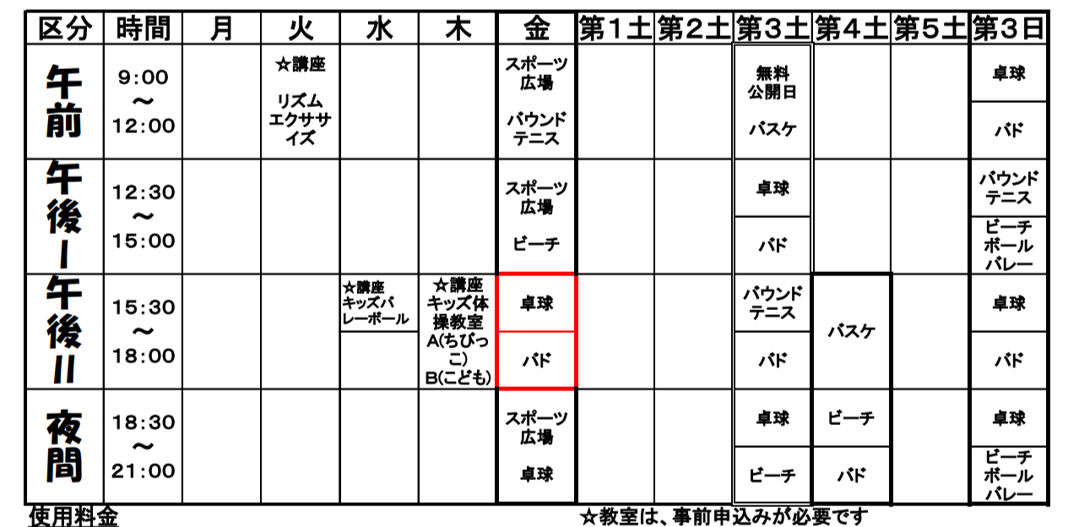 区分 時間 月 火 水 木 金 第1土 第2土 第3土 第4土 第5土 第3日
午前
9:00
～
12:00
☆講座
リズム
エクササ
イズ
スポーツ
広場
バウンド
テニス
無料
公開日
バスケ
卓球
バド
午後Ⅰ
12:30
～
15:00
スポーツ
広場
ビーチ
卓球
バド
バウンド
テニス
ビーチ
ボール
バレー
午後Ⅱ
15:30
～
18:00
☆講座
キッズバ
レーボール
☆講座
キッズ体
操教室
A(ちびっ
こ)
B(こども)
卓球
バド
バウンド
テニス
バド
バスケ
卓球
バド
夜間
18:30
～
21:00
スポーツ
広場
卓球
卓球
ビーチ
ビーチ
バド
卓球
ビーチ
ボール
バレー
使用料金
☆教室は、事前申込みが必要です